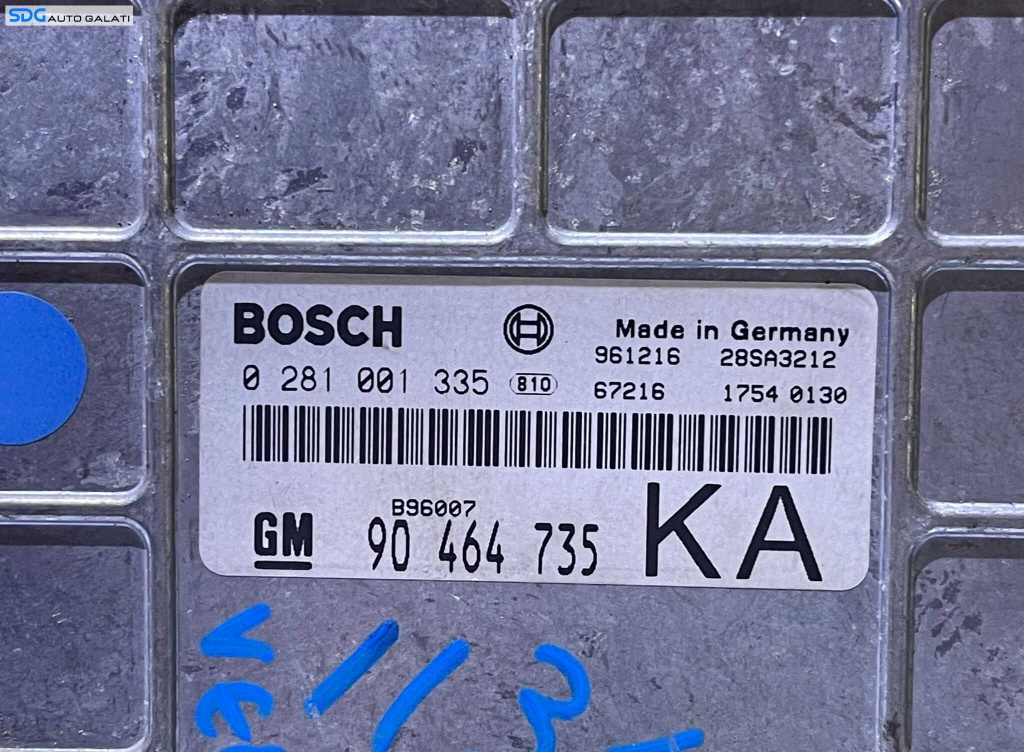 SDG AUTO GALATI
BOSCH
Made in Germany
961216 28SA3212
0 281 001 335 810
67216 1754 0130
B96007
GM 90 464 735 KA